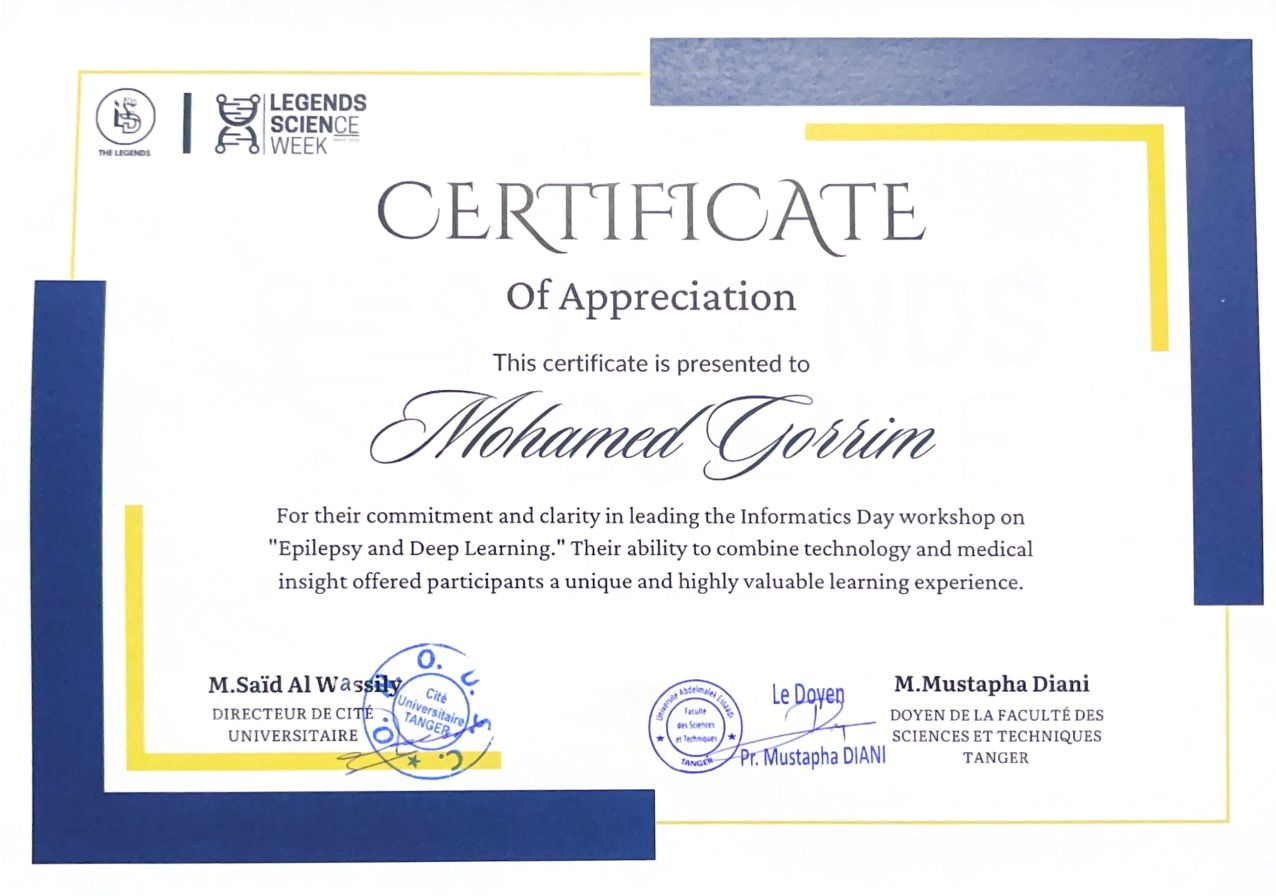 THE LEGENDS
LEGENDS
SCIENCE
WEEK
CERTIFICATE
Of Appreciation
This certificate is presented to
Mohamed Gorrim
For their commitment and clarity in leading the Informatics Day workshop on
"Epilepsy and Deep Learning." Their ability to combine technology and medical
insight offered participants a unique and highly valuable learning experience.
M.Saïd Al Wassily
DIRECTEUR DE CITÉ
UNIVERSITAIRE
O. U. S. C. O.
Cité
Universitaire
TANGER
Université Abdelmalek Essaadi
Faculté
des Sciences
et Techniques
TANGER
Le Doyen
Pr. Mustapha DIANI
M.Mustapha Diani
DOYEN DE LA FACULTÉ DES
SCIENCES ET TECHNIQUES
TANGER